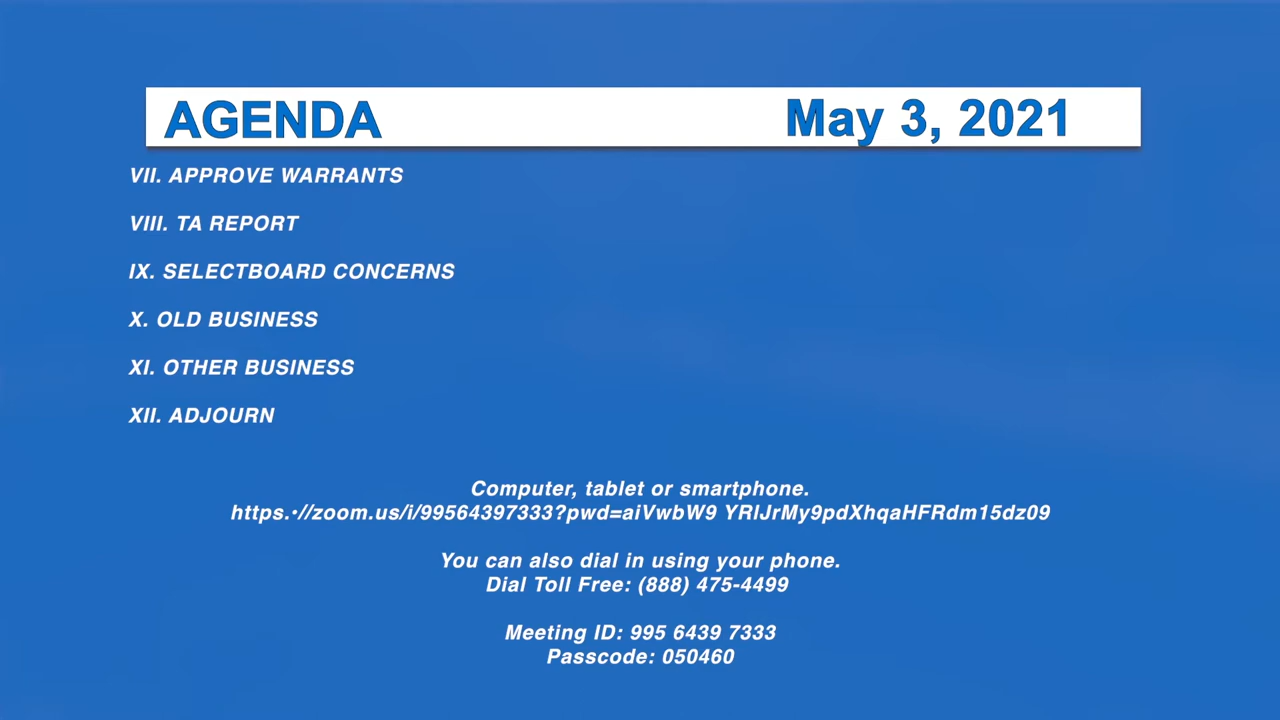 AGENDA May 3, 2021
VII. APPROVE WARRANTS
VIII. TA REPORT
IX. SELECTBOARD CONCERNS
X. OLD BUSINESS
XI. OTHER BUSINESS
XII. ADJOURN
Computer, tablet or smartphone.
https.·//zoom.us/i/99564397333?pwd=aiVwbW9 YRlJrMy9pdXhqaHFRdm15dz09
You can also dial in using your phone.
Dial Toll Free: (888) 475-4499
Meeting ID: 995 6439 7333
Passcode: 050460